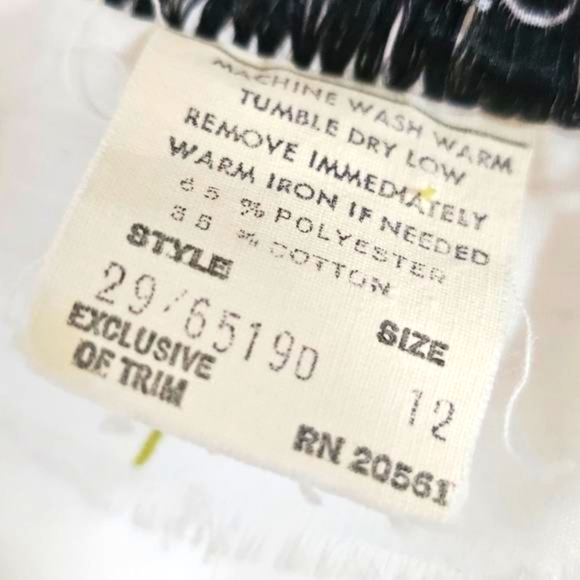 MACHINE WASH WARM
TUMBLE DRY LOW
REMOVE IMMEDIATELY
WARM IRON IF NEEDED
65 % POLYESTER
35 % COTTON
STYLE
29/6519D
SIZE
12
EXCLUSIVE
OF TRIM
RN 20561